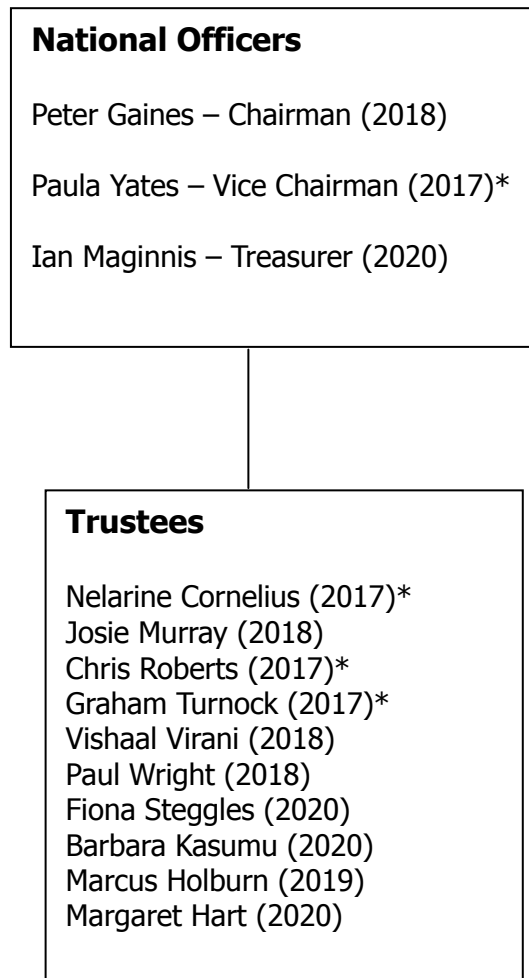 National Officers
Peter Gaines – Chairman (2018)
Paula Yates – Vice Chairman (2017)*
Ian Maginnis – Treasurer (2020)
Trustees
Nelarine Cornelius (2017)*
Josie Murray (2018)
Chris Roberts (2017)*
Graham Turnock (2017)*
Vishaal Virani (2018)
Paul Wright (2018)
Fiona Steggles (2020)
Barbara Kasumu (2020)
Marcus Holburn (2019)
Margaret Hart (2020)